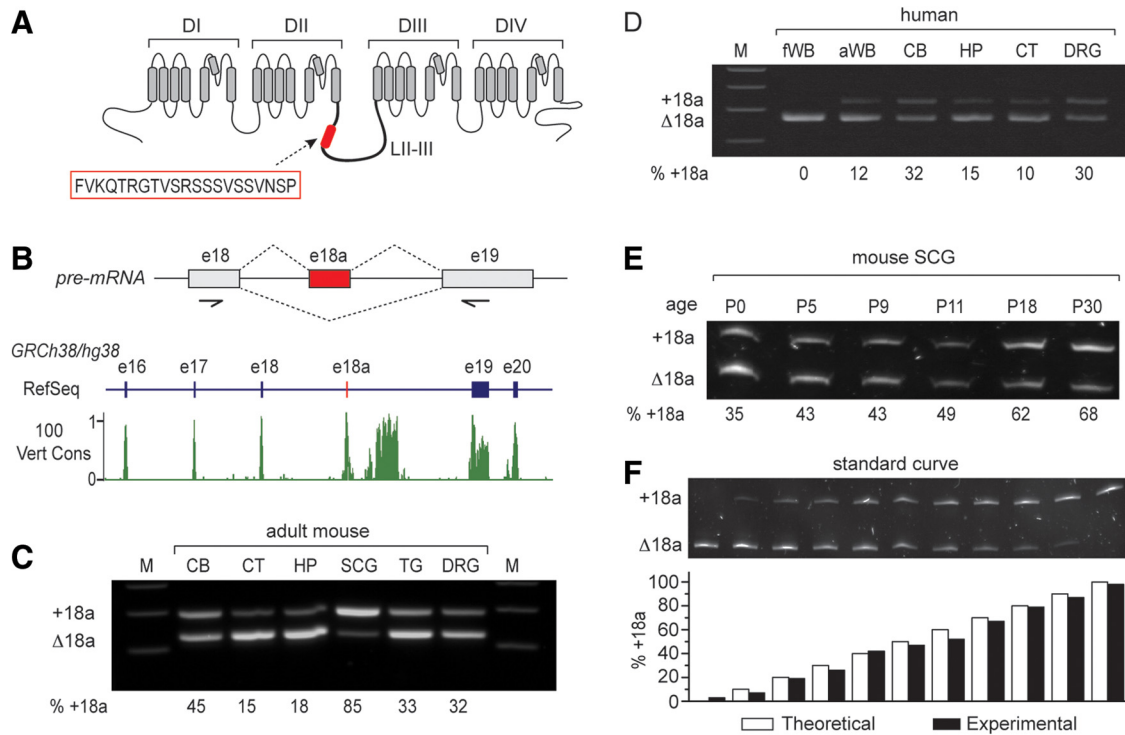 A
DI DII DIII DIV
LII-III
FVKQTRGTVSRSSSVSSVNSP
B
e18 e18a e19
pre-mRNA
GRCh38/hg38
e16 e17 e18 e18a e19 e20
RefSeq
1
100
Vert Cons
0
C
adult mouse
M CB CT HP SCG TG DRG M
+18a
Δ18a
% +18a 45 15 18 85 33 32
D
human
M fWB aWB CB HP CT DRG
+18a
Δ18a
% +18a 0 12 32 15 10 30
E
mouse SCG
age P0 P5 P9 P11 P18 P30
+18a
Δ18a
% +18a 35 43 43 49 62 68
F
standard curve
+18a
Δ18a
% +18a
100
80
60
40
20
0
Theoretical Experimental